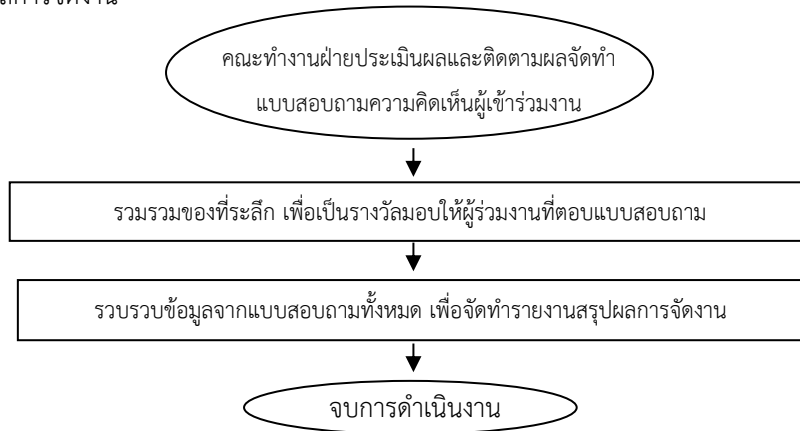 คณะทำงานฝ่ายประเมินผลและติดตามผลจัดทำ
แบบสอบถามความคิดเห็นผู้เข้าร่วมงาน
รวมรวมของที่ระลึก เพื่อเป็นรางวัลมอบให้ผู้ร่วมงานที่ตอบแบบสอบถาม
รวบรวบข้อมูลจากแบบสอบถามทั้งหมด เพื่อจัดทำรายงานสรุปผลการจัดงาน
จบการดำเนินงาน